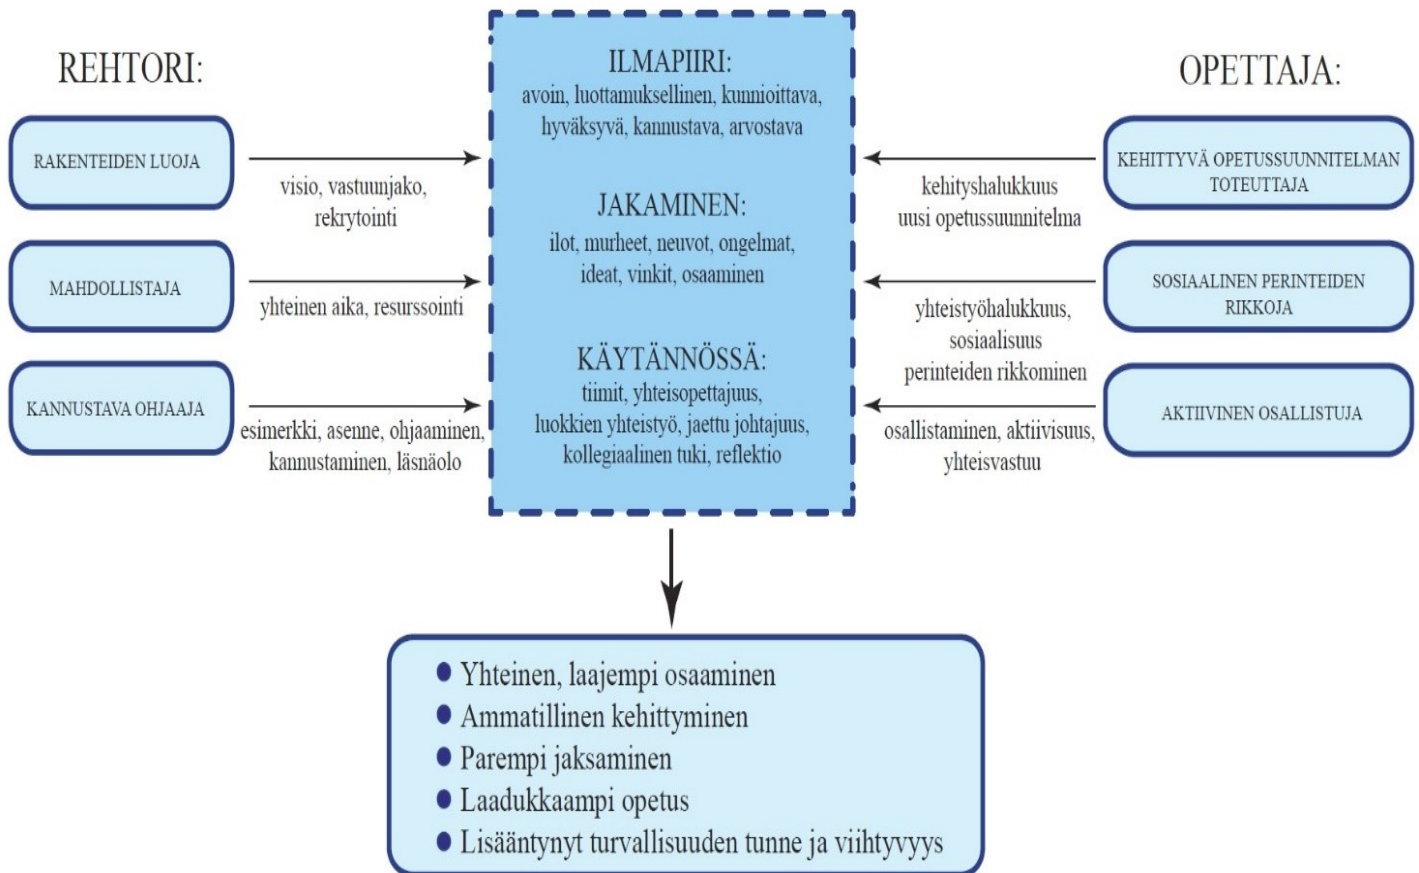 REHTORI:
RAKENTEIDEN LUOJA
visio, vastuunjako,
rekrytointi
MAHDOLLISTAJA
yhteinen aika, resurssointi
KANNUSTAVA OHJAAJA
esimerkki, asenne, ohjaaminen,
kannustaminen, läsnäolo
ILMAPIIRI:
avoin, luottamuksellinen, kunnioittava,
hyväksyvä, kannustava, arvostava
JAKAMINEN:
ilot, murheet, neuvot, ongelmat,
ideat, vinkit, osaaminen
KÄYTÄNNÖSSÄ:
tiimit, yhteisopettajuus,
luokkien yhteistyö, jaettu johtajuus,
kollegiaalinen tuki, reflektio
OPETTAJA:
KEHITTYVÄ OPETUSSUUNNITELMAN
TOTEUTTAJA
kehityshalukkuus
uusi opetussuunnitelma
SOSIAALINEN PERINTEIDEN
RIKKOJA
yhteistyöhalukkuus,
sosiaalisuus
perinteiden rikkominen
AKTIIVINEN OSALLISTUJA
osallistaminen, aktiivisuus,
yhteisvastuu
Yhteinen, laajempi osaaminen
Ammatillinen kehittyminen
Parempi jaksaminen
Laadukkaampi opetus
Lisääntynyt turvallisuuden tunne ja viihtyvyys